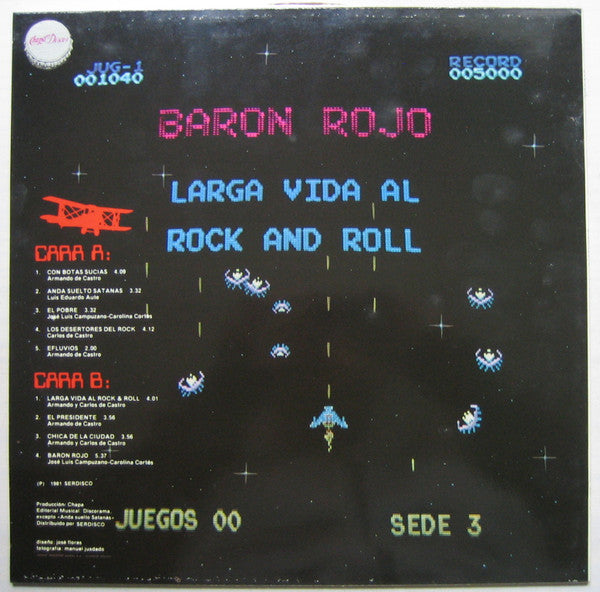 Chapa Discos
JUG-1
001040
RECORD
005000
BARON ROJO
LARGA VIDA AL
ROCK AND ROLL
CARA A:
1. CON BOTAS SUCIAS 4.09
Armando de Castro
2. ANDA SUELTO SATANAS 3.32
Luis Eduardo Aute
3. EL POBRE 3.32
José Luis Campuzano-Carolina Cortés
4. LOS DESERTORES DEL ROCK 4.12
Carlos de Castro
5. EFLUVIOS 2.00
Armando de Castro
CARA B:
1. LARGA VIDA AL ROCK & ROLL 4.01
Armando y Carlos de Castro
2. EL PRESIDENTE 3.56
Armando de Castro
3. CHICA DE LA CIUDAD 3.56
Armando y Carlos de Castro
4. BARON ROJO 5.37
José Luis Campuzano-Carolina Cortés
(P) 1981 SERDISCO
Producción: Chapa
Editorial Musical: Discorama,
excepto «Anda suelto Satanás»
Distribuido por SERDISCO
diseño: josé flores
fotografía: manuel juxdado
JUEGOS 00
SEDE 3